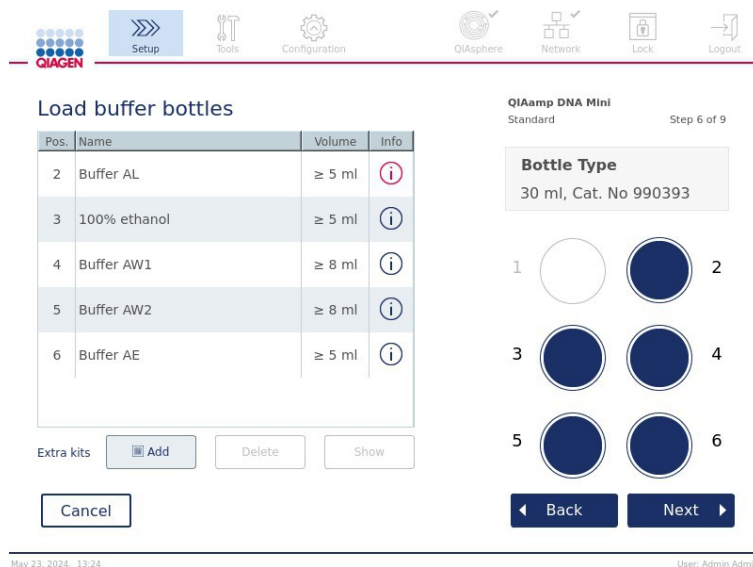 Setup
Tools
Configuration
QIAsphere
Network
Lock
Logout
QIAGEN
Load buffer bottles
Pos. Name Volume Info
2 Buffer AL ≥ 5 ml i
3 100% ethanol ≥ 5 ml i
4 Buffer AW1 ≥ 8 ml i
5 Buffer AW2 ≥ 8 ml i
6 Buffer AE ≥ 5 ml i
Extra kits Add Delete Show
Cancel
QIAamp DNA Mini
Standard Step 6 of 9
Bottle Type
30 ml, Cat. No 990393
1 2
3 4
5 6
Back Next
May 23, 2024, 13:24 User: Admin Admi